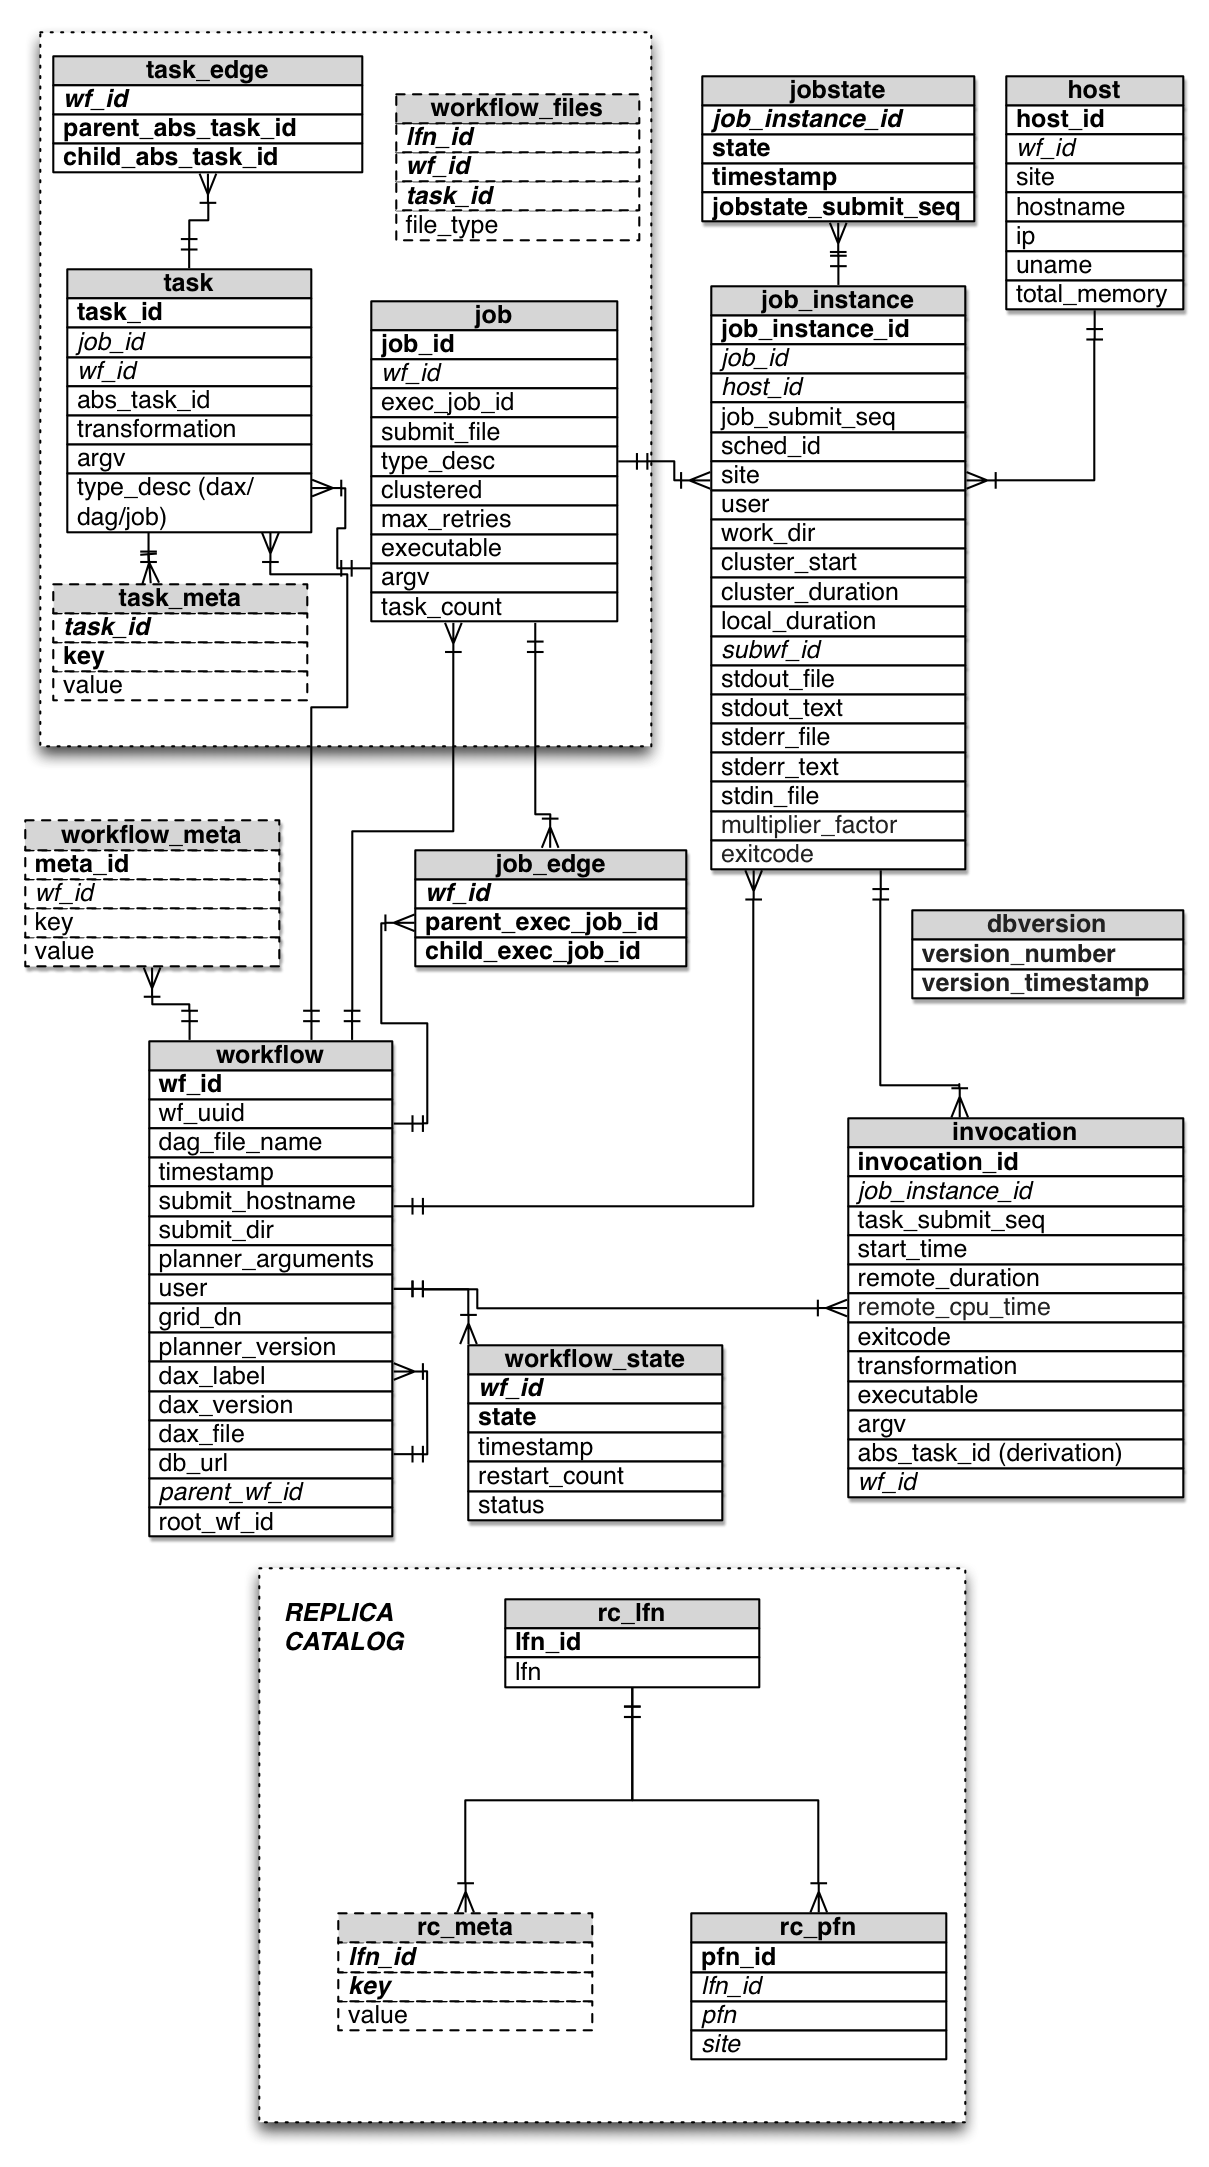 task_edge
wf_id
parent_abs_task_id
child_abs_task_id
workflow_files
lfn_id
wf_id
task_id
file_type
jobstate
job_instance_id
state
timestamp
jobstate_submit_seq
host
host_id
wf_id
site
hostname
ip
uname
total_memory
task
task_id
job_id
wf_id
abs_task_id
transformation
argv
type_desc (dax/
dag/job)
job
job_id
wf_id
exec_job_id
submit_file
type_desc
clustered
max_retries
executable
argv
task_count
job_instance
job_instance_id
job_id
host_id
job_submit_seq
sched_id
site
user
work_dir
cluster_start
cluster_duration
local_duration
subwf_id
stdout_file
stdout_text
stderr_file
stderr_text
stdin_file
multiplier_factor
exitcode
task_meta
task_id
key
value
workflow_meta
meta_id
wf_id
key
value
job_edge
wf_id
parent_exec_job_id
child_exec_job_id
dbversion
version_number
version_timestamp
workflow
wf_id
wf_uuid
dag_file_name
timestamp
submit_hostname
submit_dir
planner_arguments
user
grid_dn
planner_version
dax_label
dax_version
dax_file
db_url
parent_wf_id
root_wf_id
invocation
invocation_id
job_instance_id
task_submit_seq
start_time
remote_duration
remote_cpu_time
exitcode
transformation
executable
argv
abs_task_id (derivation)
wf_id
workflow_state
wf_id
state
timestamp
restart_count
status
REPLICA
CATALOG
rc_lfn
lfn_id
lfn
rc_meta
lfn_id
key
value
rc_pfn
pfn_id
lfn_id
pfn
site